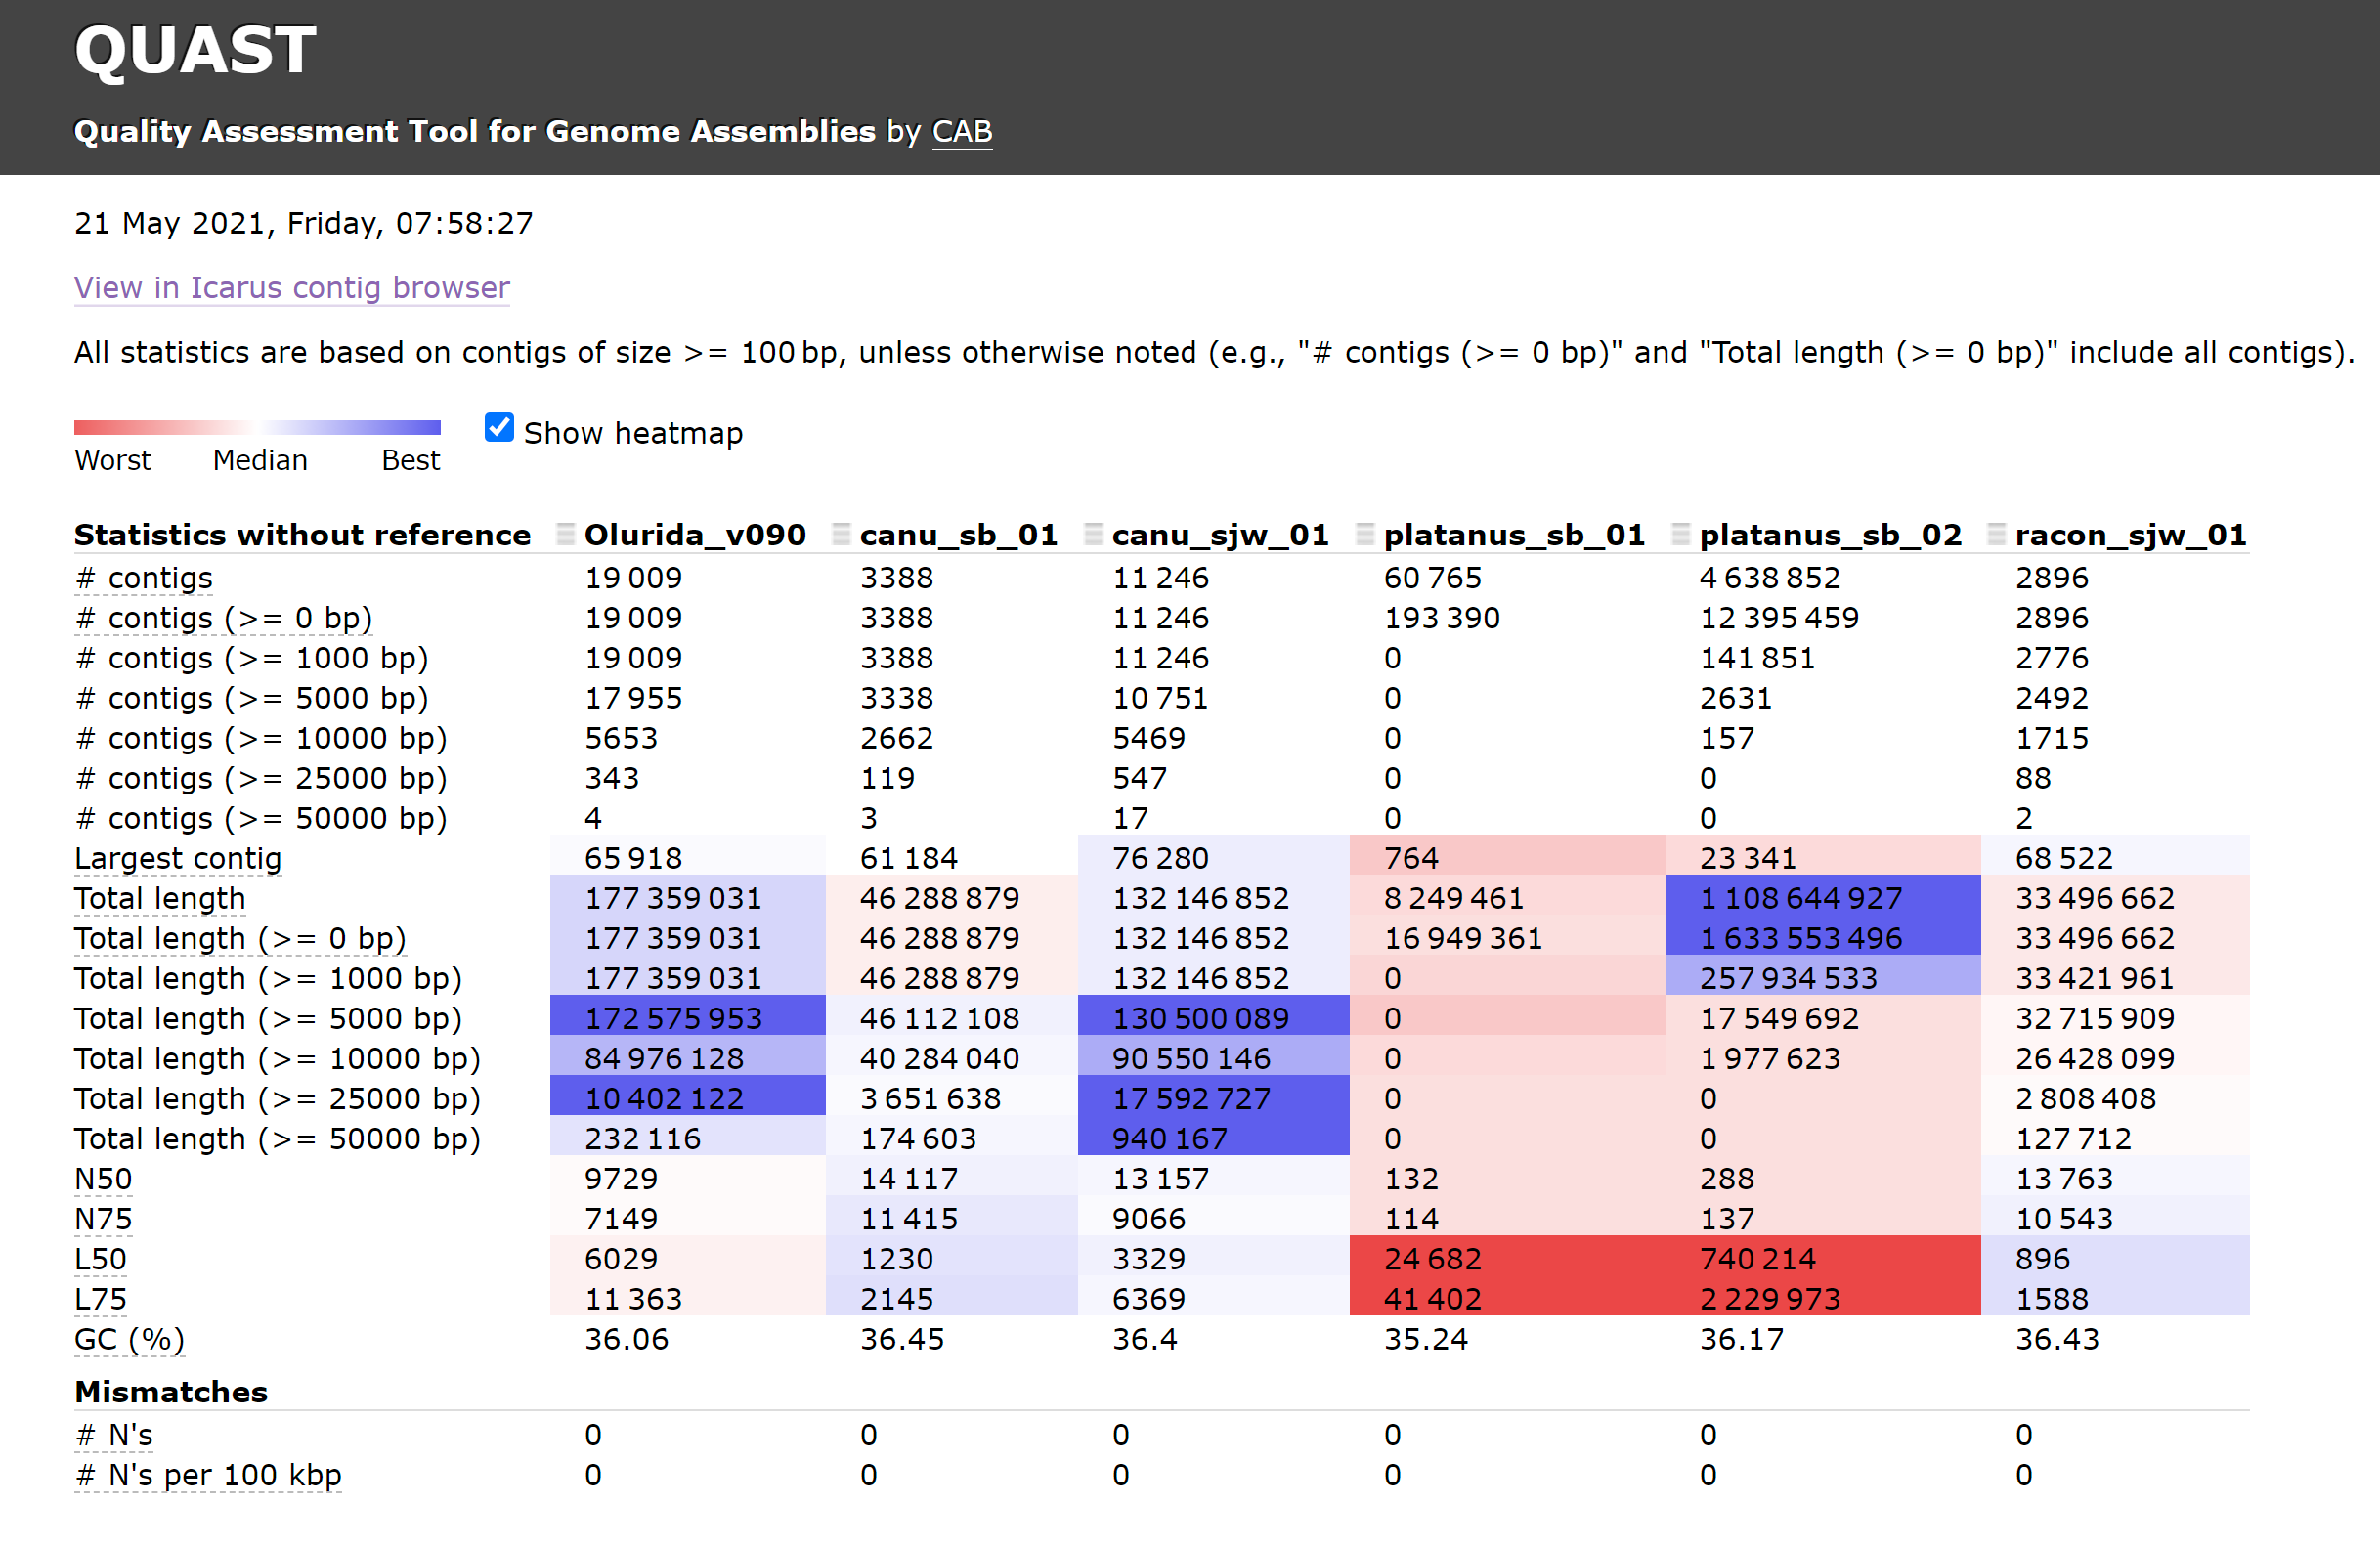 QUAST
Quality Assessment Tool for Genome Assemblies by CAB
21 May 2021, Friday, 07:58:27
View in Icarus contig browser
All statistics are based on contigs of size >= 100 bp, unless otherwise noted (e.g., "# contigs (>= 0 bp)" and "Total length (>= 0 bp)" include all contigs).
Worst Median Best Show heatmap
Statistics without reference Olurida_v090 canu_sb_01 canu_sjw_01 platanus_sb_01 platanus_sb_02 racon_sjw_01
# contigs 19 009 3388 11 246 60 765 4 638 852 2896
# contigs (>= 0 bp) 19 009 3388 11 246 193 390 12 395 459 2896
# contigs (>= 1000 bp) 19 009 3388 11 246 0 141 851 2776
# contigs (>= 5000 bp) 17 955 3338 10 751 0 2631 2492
# contigs (>= 10000 bp) 5653 2662 5469 0 157 1715
# contigs (>= 25000 bp) 343 119 547 0 0 88
# contigs (>= 50000 bp) 4 3 17 0 0 2
Largest contig 65 918 61 184 76 280 764 23 341 68 522
Total length 177 359 031 46 288 879 132 146 852 8 249 461 1 108 644 927 33 496 662
Total length (>= 0 bp) 177 359 031 46 288 879 132 146 852 16 949 361 1 633 553 496 33 496 662
Total length (>= 1000 bp) 177 359 031 46 288 879 132 146 852 0 257 934 533 33 421 961
Total length (>= 5000 bp) 172 575 953 46 112 108 130 500 089 0 17 549 692 32 715 909
Total length (>= 10000 bp) 84 976 128 40 284 040 90 550 146 0 1 977 623 26 428 099
Total length (>= 25000 bp) 10 402 122 3 651 638 17 592 727 0 0 2 808 408
Total length (>= 50000 bp) 232 116 174 603 940 167 0 0 127 712
N50 9729 14 117 13 157 132 288 13 763
N75 7149 11 415 9066 114 137 10 543
L50 6029 1230 3329 24 682 740 214 896
L75 11 363 2145 6369 41 402 2 229 973 1588
GC (%) 36.06 36.45 36.4 35.24 36.17 36.43
Mismatches
# N's 0 0 0 0 0 0
# N's per 100 kbp 0 0 0 0 0 0